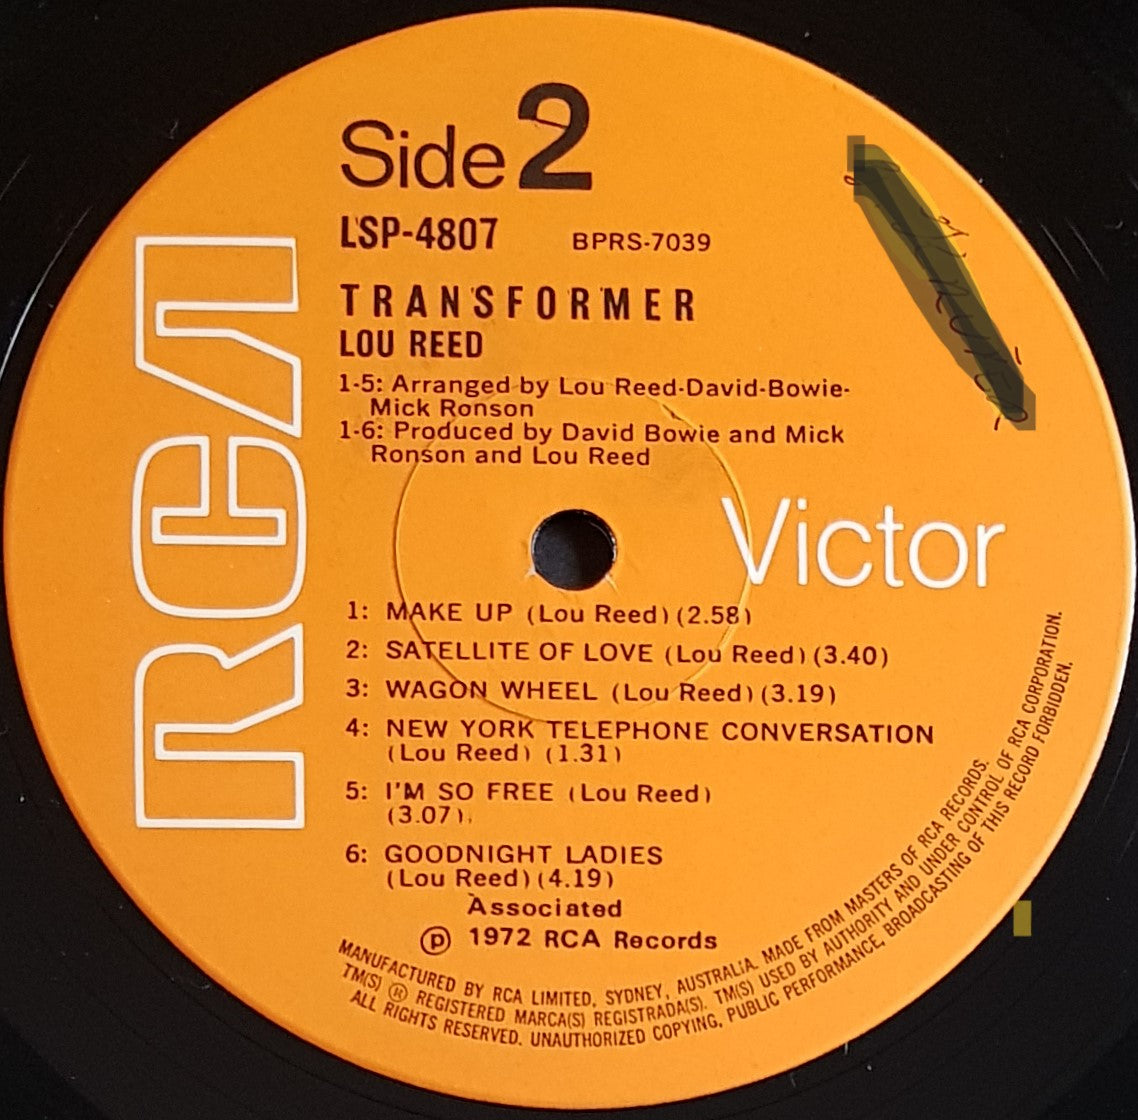 Side 2
LSP-4807 BPRS-7039
TRANSFORMER
LOU REED
1-5: Arranged by Lou Reed-David-Bowie-
Mick Ronson
1-6: Produced by David Bowie and Mick
Ronson and Lou Reed
RCA
Victor
1: MAKE UP (Lou Reed) (2.58)
2: SATELLITE OF LOVE (Lou Reed) (3.40)
3: WAGON WHEEL (Lou Reed) (3.19)
4: NEW YORK TELEPHONE CONVERSATION
(Lou Reed) (1.31)
5: I'M SO FREE (Lou Reed)
(3.07).
6: GOODNIGHT LADIES
(Lou Reed) (4.19)
Associated
Ⓟ 1972 RCA Records
MANUFACTURED BY RCA LIMITED, SYDNEY, AUSTRALIA. MADE FROM MASTERS OF RCA RECORDS.
TM(S) ® REGISTERED MARCA(S) REGISTRADA(S). TM(S) USED BY AUTHORITY AND UNDER CONTROL OF RCA CORPORATION.
ALL RIGHTS RESERVED. UNAUTHORIZED COPYING, PUBLIC PERFORMANCE, BROADCASTING OF THIS RECORD FORBIDDEN.